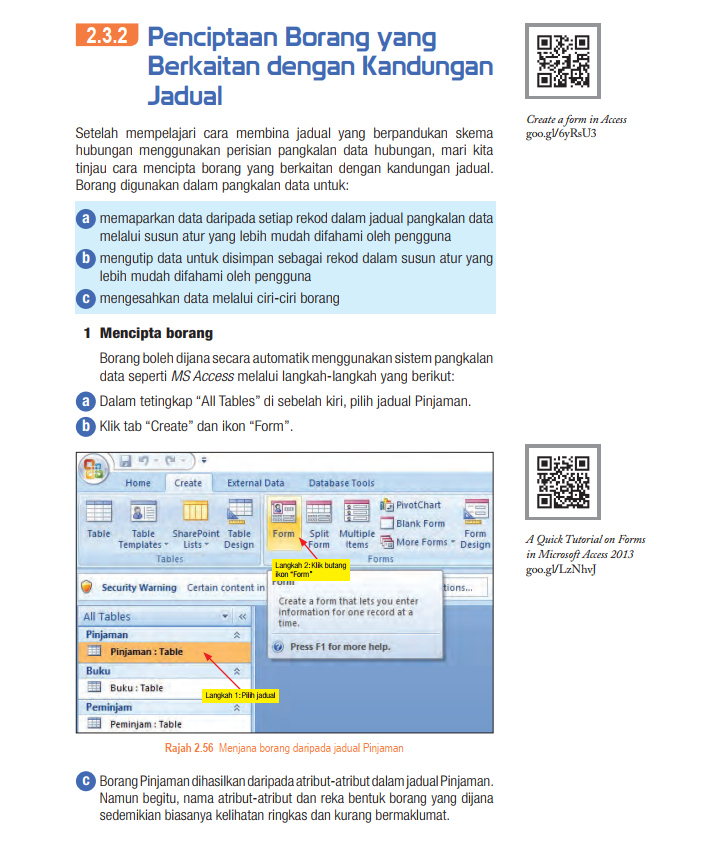 2.3.2 Penciptaan Borang yang
Berkaitan dengan Kandungan
Jadual
Create a form in Access
goo.gl/6yRsU3
Setelah mempelajari cara membina jadual yang berpandukan skema
hubungan menggunakan perisian pangkalan data hubungan, mari kita
tinjau cara mencipta borang yang berkaitan dengan kandungan jadual.
Borang digunakan dalam pangkalan data untuk:
a memaparkan data daripada setiap rekod dalam jadual pangkalan data
melalui susun atur yang lebih mudah difahami oleh pengguna
b mengutip data untuk disimpan sebagai rekod dalam susun atur yang
lebih mudah difahami oleh pengguna
c mengesahkan data melalui ciri-ciri borang
1 Mencipta borang
Borang boleh dijana secara automatik menggunakan sistem pangkalan
data seperti MS Access melalui langkah-langkah yang berikut:
a Dalam tetingkap “All Tables” di sebelah kiri, pilih jadual Pinjaman.
b Klik tab “Create” dan ikon “Form”.
Home Create External Data Database Tools
Table
Table
Templates
SharePoint
Lists
Table
Design
Tables
Form
Split
Form
Multiple
Items
PivotChart
Blank Form
More Forms
Form
Design
Forms
Langkah 2: Klik butang
ikon “Form”
Security Warning Certain content in
tions...
Form
Create a form that lets you enter
information for one record at a
time.
Press F1 for more help.
All Tables
Pinjaman
Pinjaman : Table
Buku
Buku : Table
Langkah 1: Pilih jadual
Peminjam
Peminjam : Table
A Quick Tutorial on Forms
in Microsoft Access 2013
goo.gl/LzNhvJ
Rajah 2.56 Menjana borang daripada jadual Pinjaman
c Borang Pinjaman dihasilkan daripada atribut-atribut dalam jadual Pinjaman.
Namun begitu, nama atribut-atribut dan reka bentuk borang yang dijana
sedemikian biasanya kelihatan ringkas dan kurang bermaklumat.